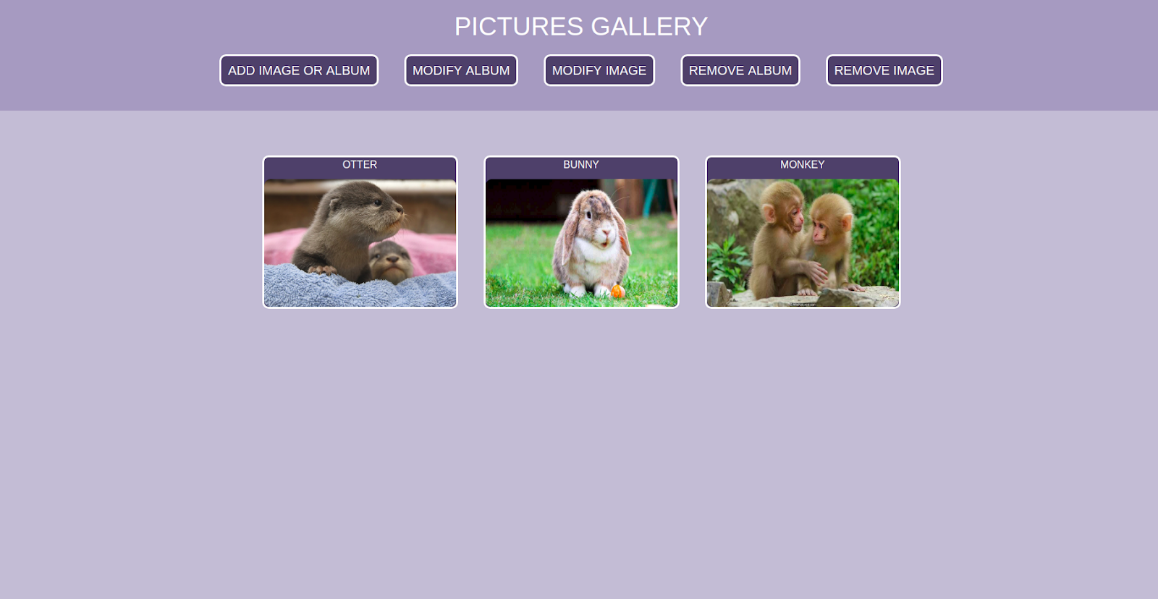 PICTURES GALLERY
ADD IMAGE OR ALBUM MODIFY ALBUM MODIFY IMAGE REMOVE ALBUM REMOVE IMAGE
OTTER BUNNY MONKEY